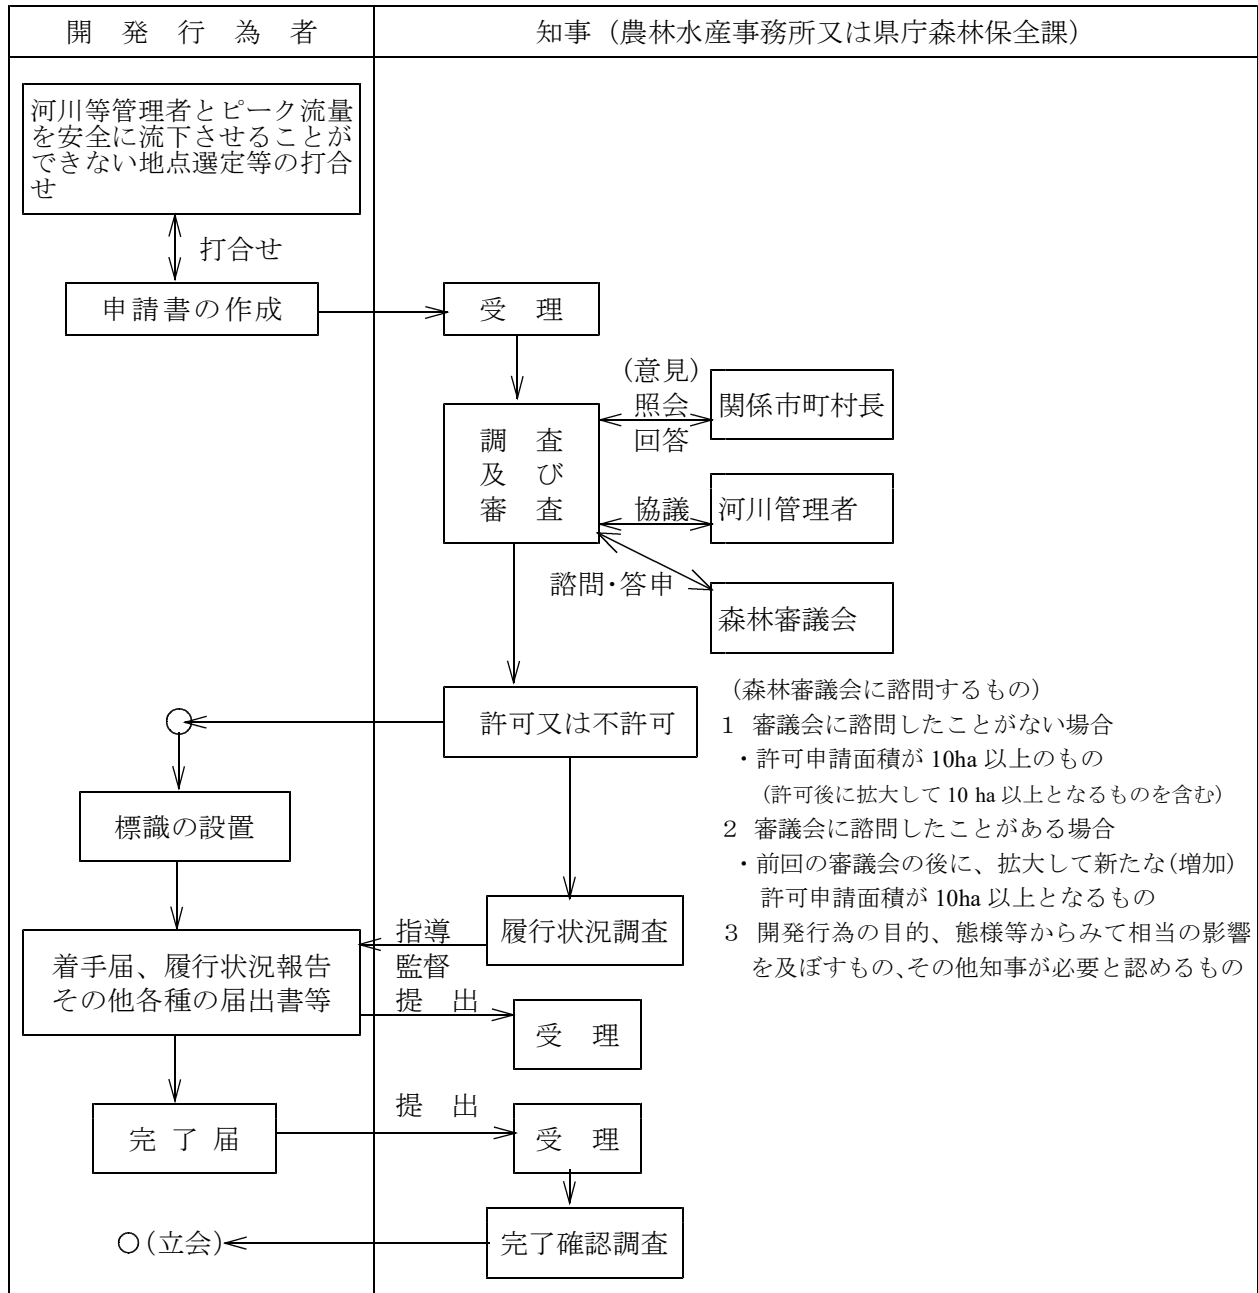 開発行為者
知事（農林水産事務所又は県庁森林保全課）
河川等管理者とピーク流量
を安全に流下させることが
できない地点選定等の打合
せ
打合せ
申請書の作成
受理
調査
及び
審査
(意見)
照会
回答
関係市町村長
協議
河川管理者
諮問・答申
森林審議会
許可又は不許可
（森林審議会に諮問するもの）
１ 審議会に諮問したことがない場合
・許可申請面積が 10ha 以上のもの
（許可後に拡大して 10 ha 以上となるものを含む）
２ 審議会に諮問したことがある場合
・前回の審議会の後に、拡大して新たな(増加)
許可申請面積が 10ha 以上となるもの
３ 開発行為の目的、態様等からみて相当の影響
を及ぼすもの、その他知事が必要と認めるもの
標識の設置
履行状況調査
指導
監督
着手届、履行状況報告
その他各種の届出書等
提出
受理
完了届
提出
受理
完了確認調査
○(立会)